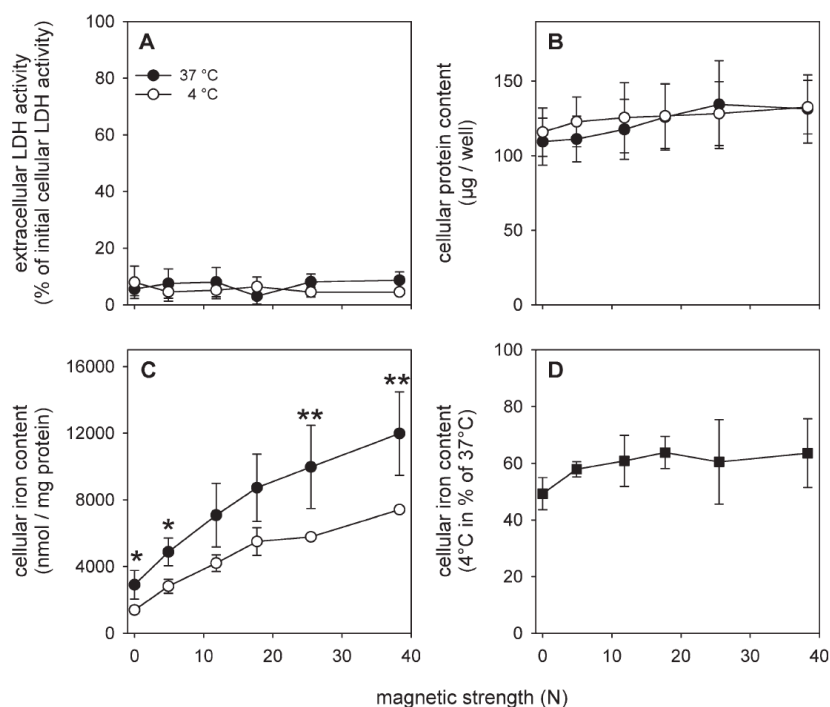 A
37 °C
4 °C
100
80
60
40
20
0
extracellular LDH activity
(% of initial cellular LDH activity)
B
150
100
50
0
cellular protein content
(µg / well)
C
16000
12000
8000
4000
0
cellular iron content
(nmol / mg protein)
*
*
**
**
0
10
20
30
40
D
100
80
60
40
20
0
cellular iron content
(4°C in % of 37°C)
0
10
20
30
40
magnetic strength (N)